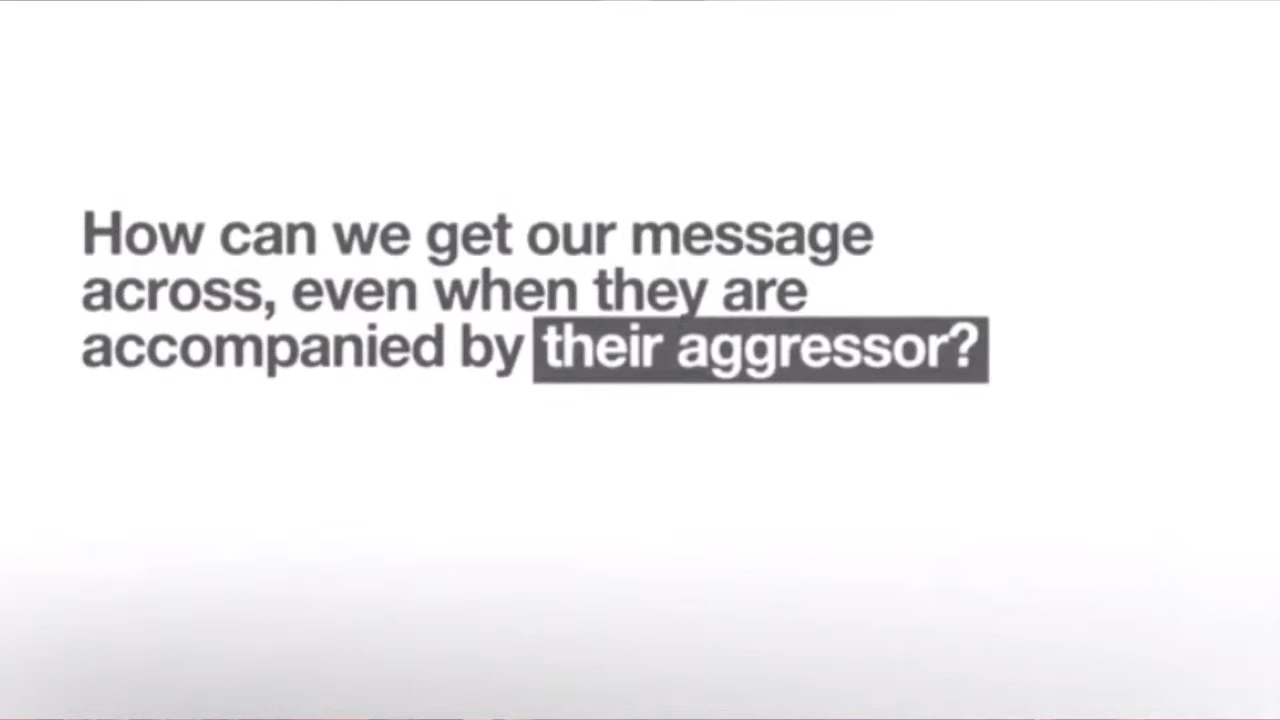 How can we get our message
across, even when they are
accompanied by their aggressor?